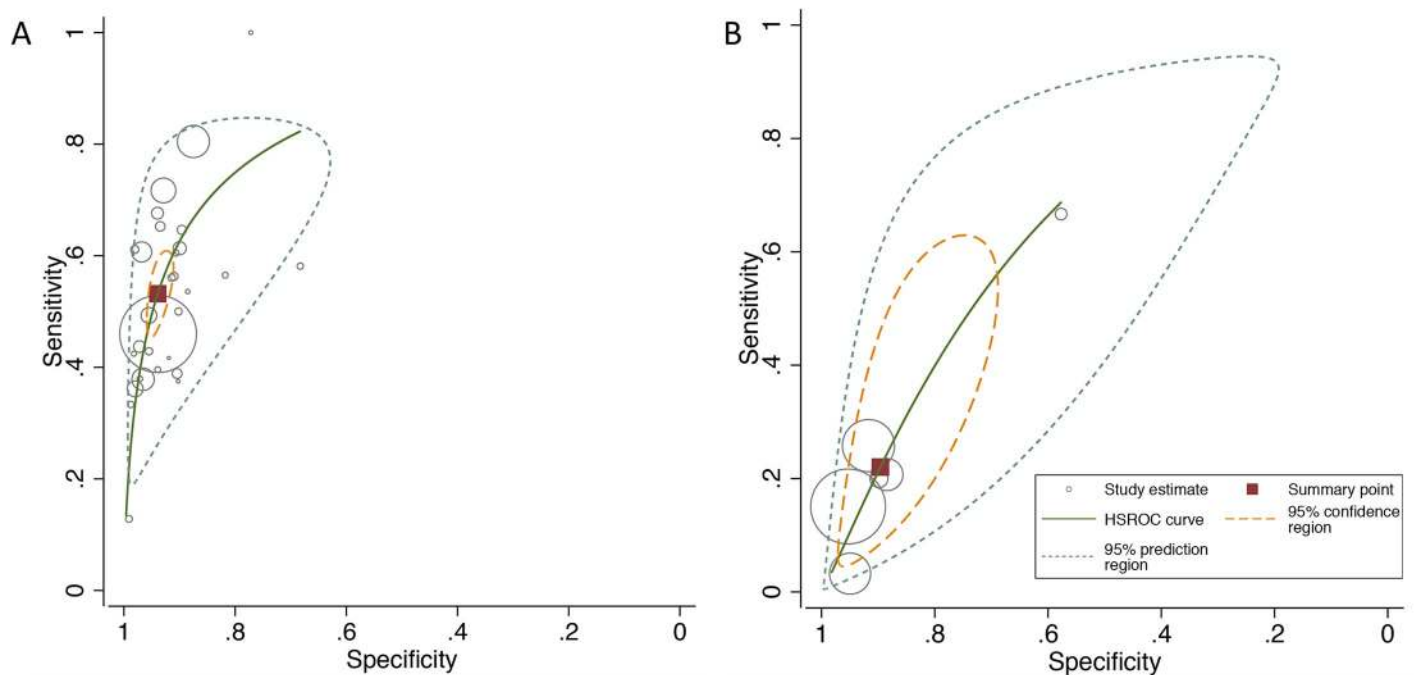 A
1
.8
.6
.4
.2
0
Sensitivity
1
.8
.6
.4
.2
0
Specificity
B
1
.8
.6
.4
.2
0
Sensitivity
1
.8
.6
.4
.2
0
Specificity
Study estimate
Summary point
HSROC curve
95% confidence
region
95% prediction
region